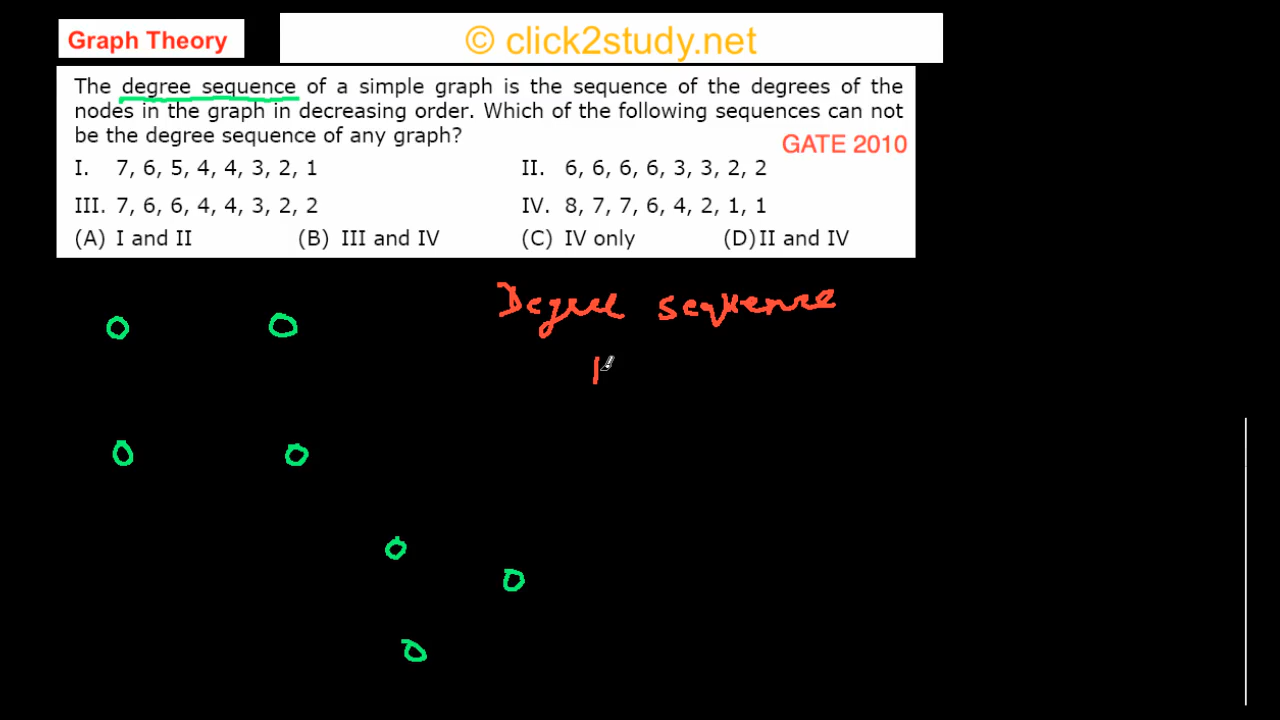 Graph Theory
© click2study.net
The degree sequence of a simple graph is the sequence of the degrees of the
nodes in the graph in decreasing order. Which of the following sequences can not
be the degree sequence of any graph?
GATE 2010
I. 7, 6, 5, 4, 4, 3, 2, 1 II. 6, 6, 6, 6, 3, 3, 2, 2
III. 7, 6, 6, 4, 4, 3, 2, 2 IV. 8, 7, 7, 6, 4, 2, 1, 1
(A) I and II (B) III and IV (C) IV only (D) II and IV
Degree sequence